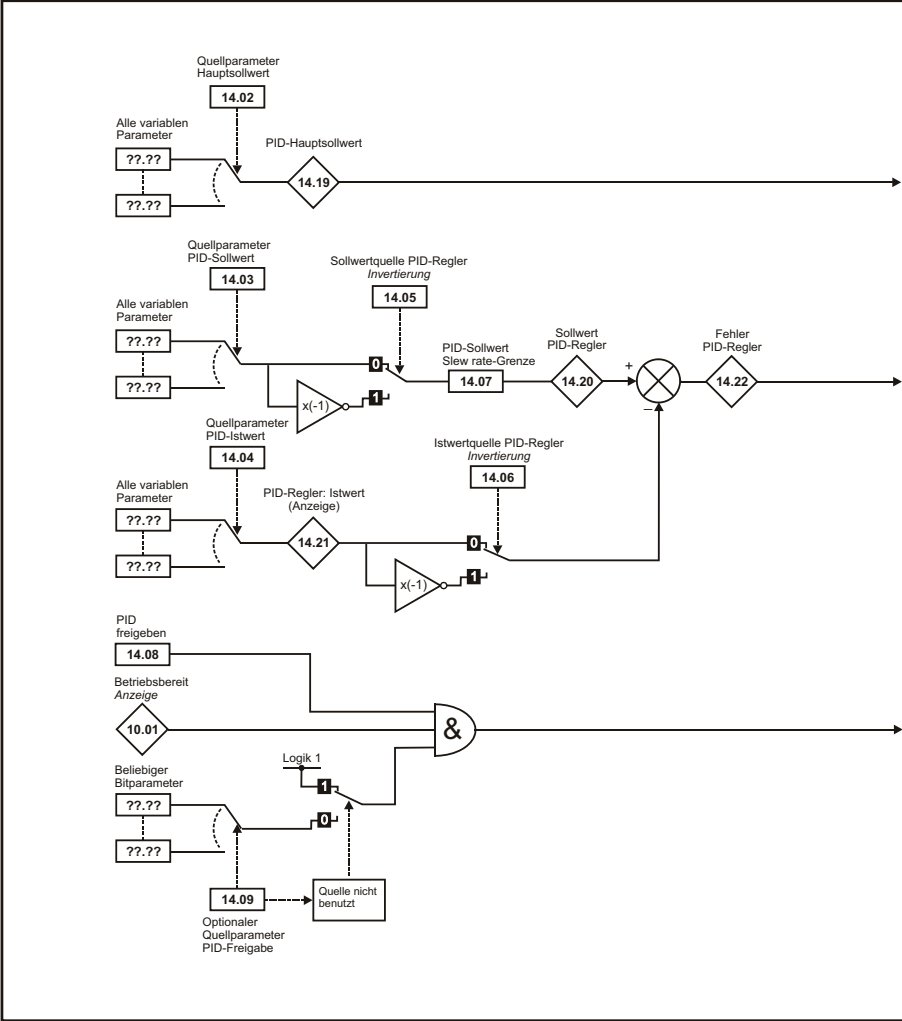 Quellparameter
Hauptsollwert
14.02
Alle variablen
Parameter
??.??
??.??
PID-Hauptsollwert
14.19
Quellparameter
PID-Sollwert
14.03
Sollwertquelle PID-Regler
Invertierung
14.05
Alle variablen
Parameter
??.??
??.??
0
x(-1)
1
PID-Sollwert
Slew rate-Grenze
14.07
Sollwert
PID-Regler
14.20
+
–
Fehler
PID-Regler
14.22
Quellparameter
PID-Istwert
14.04
Istwertquelle PID-Regler
Invertierung
14.06
Alle variablen
Parameter
??.??
??.??
PID-Regler: Istwert
(Anzeige)
14.21
0
x(-1)
1
PID
freigeben
14.08
Betriebsbereit
Anzeige
10.01
&
Logik 1
1
0
Beliebiger
Bitparameter
??.??
??.??
14.09
Quelle nicht
benutzt
Optionaler
Quellparameter
PID-Freigabe